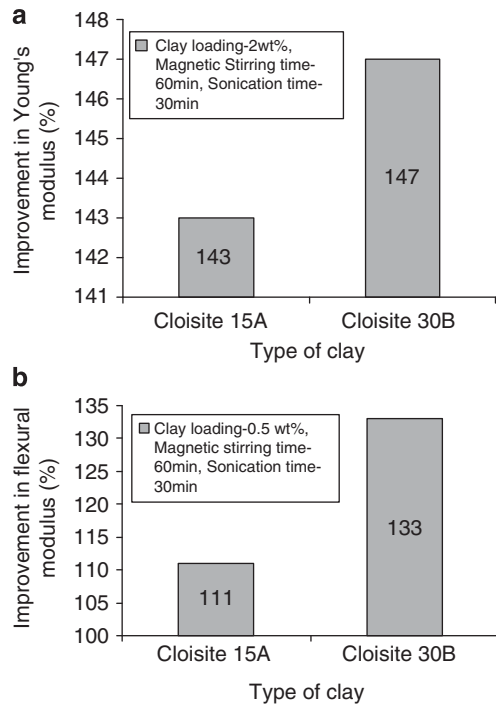 a
Improvement in Young's
modulus (%)
148
147
146
145
144
143
142
141
Clay loading-2wt%,
Magnetic Stirring time-
60min, Sonication time-
30min
143
147
Cloisite 15A
Cloisite 30B
Type of clay
b
Improvement in flexural
modulus (%)
135
130
125
120
115
110
105
100
Clay loading-0.5 wt%,
Magnetic stirring time-
60min, Sonication time-
30min
111
133
Cloisite 15A
Cloisite 30B
Type of clay